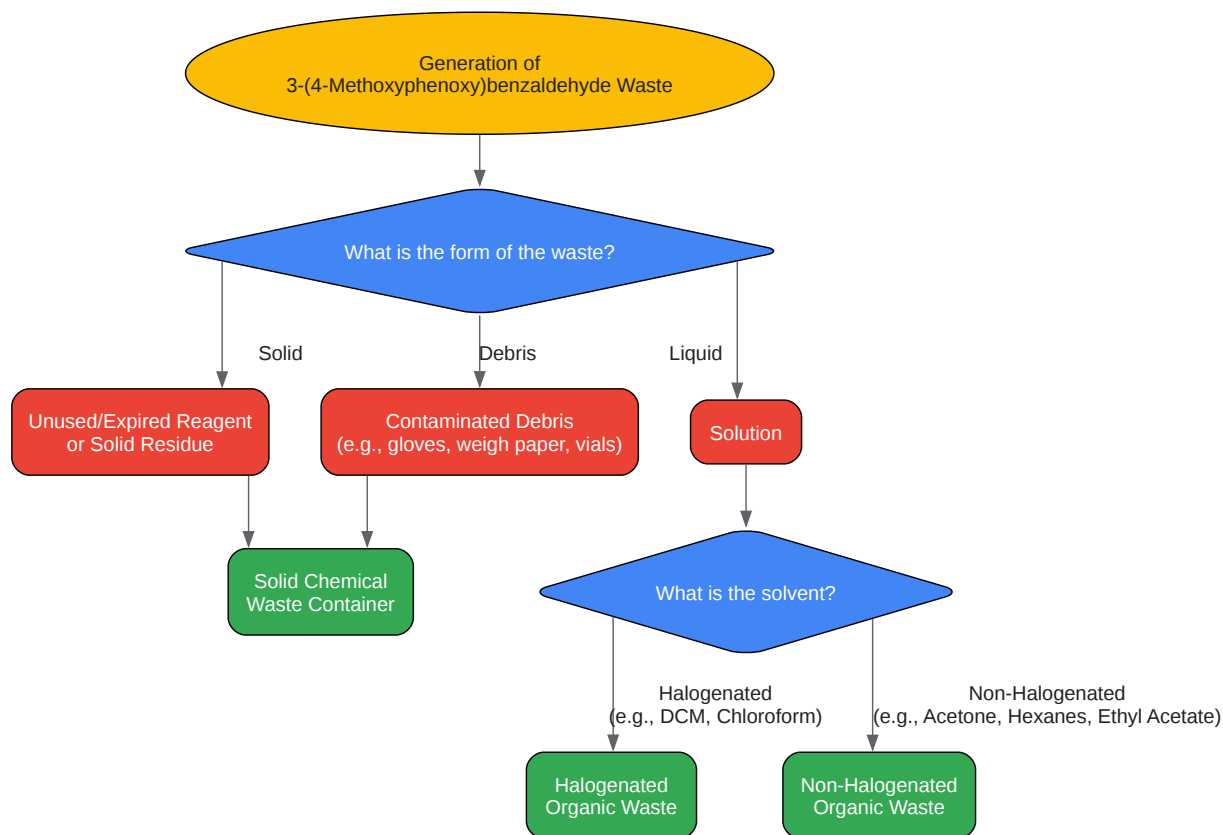 Generation of
3-(4-Methoxyphenoxy)benzaldehyde Waste
What is the form of the waste?
Solid
Debris
Liquid
Unused/Expired Reagent
or Solid Residue
Contaminated Debris
(e.g., gloves, weigh paper, vials)
Solution
Solid Chemical
Waste Container
What is the solvent?
Halogenated
(e.g., DCM, Chloroform)
Non-Halogenated
(e.g., Acetone, Hexanes, Ethyl Acetate)
Halogenated
Organic Waste
Non-Halogenated
Organic Waste